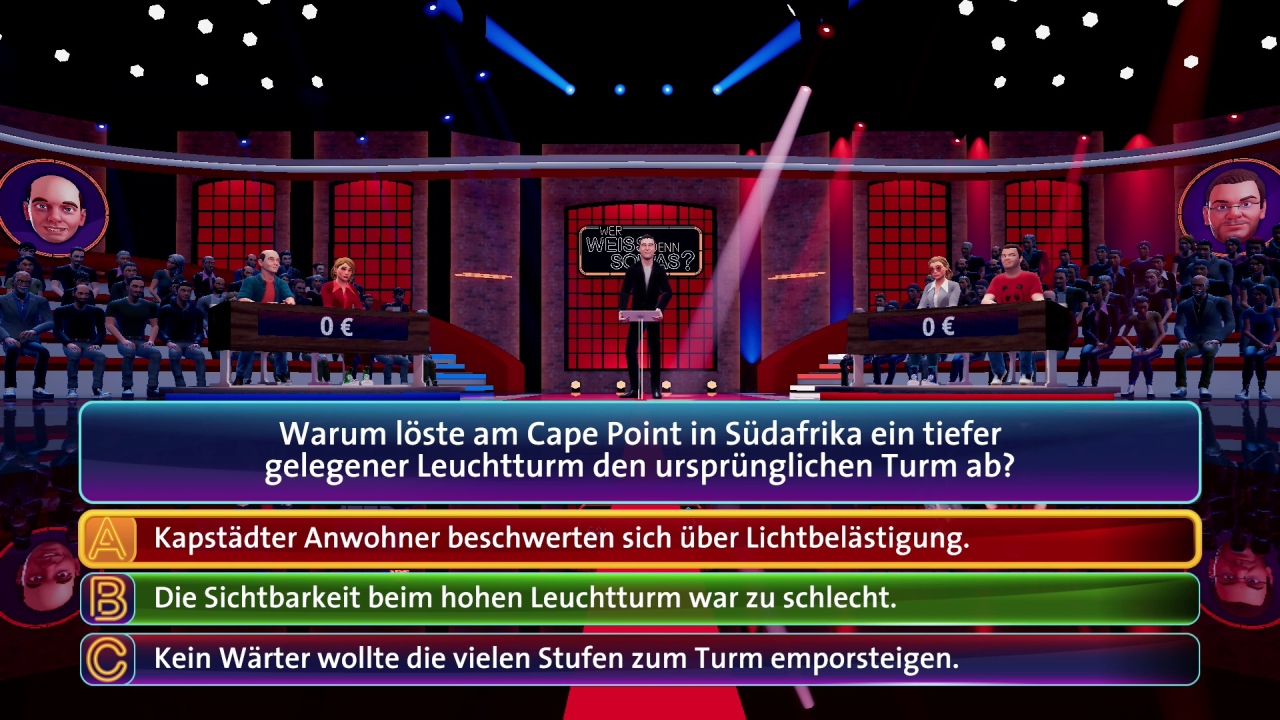 WER
WEISS DENN
SOWAS?
0 €
0 €
Warum löste am Cape Point in Südafrika ein tiefer
gelegener Leuchtturm den ursprünglichen Turm ab?
A Kapstädter Anwohner beschwerten sich über Lichtbelästigung.
B Die Sichtbarkeit beim hohen Leuchtturm war zu schlecht.
C Kein Wärter wollte die vielen Stufen zum Turm emporsteigen.